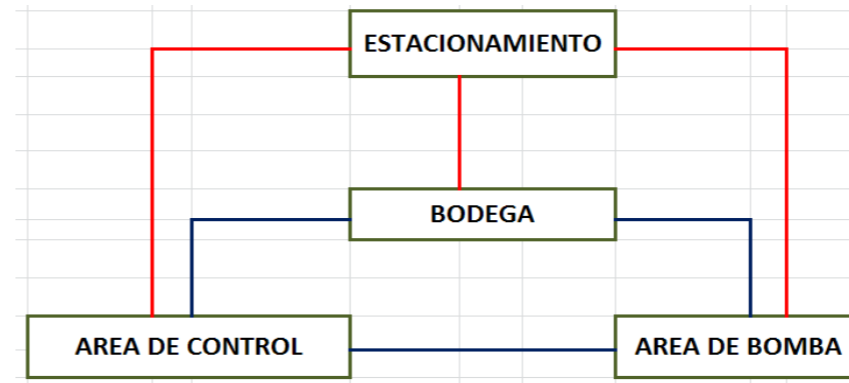 ESTACIONAMIENTO
BODEGA
AREA DE CONTROL
AREA DE BOMBA